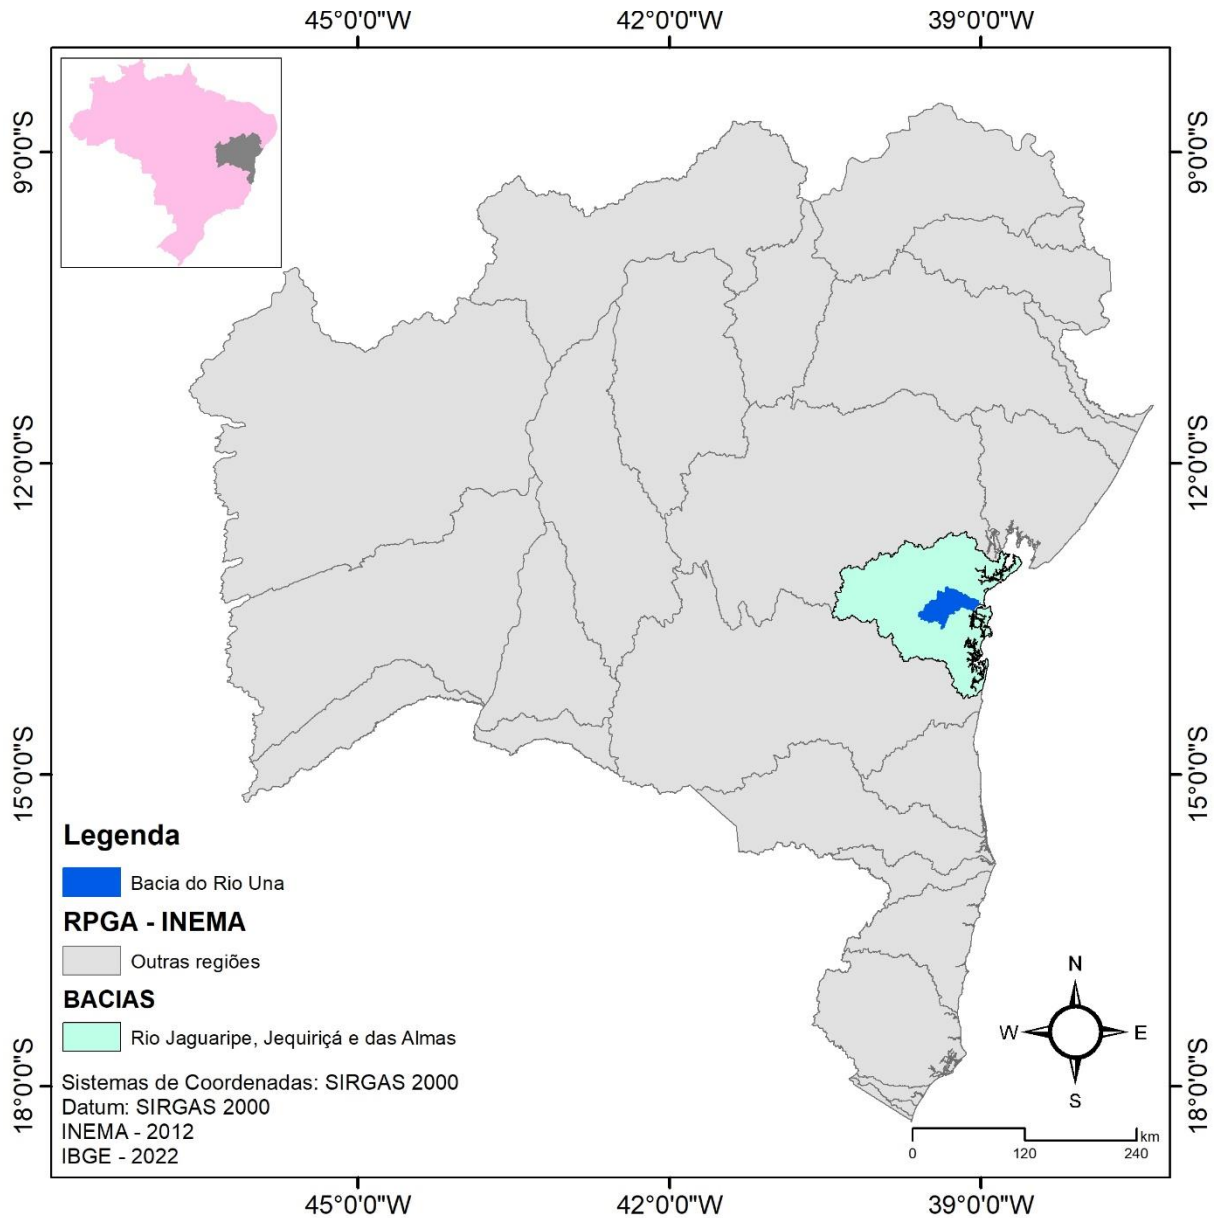 45°0'0"W 42°0'0"W 39°0'0"W
9°0'0"S
9°0'0"S
12°0'0"S
12°0'0"S
15°0'0"S
15°0'0"S
18°0'0"S
18°0'0"S
Legenda
Bacia do Rio Una
RPGA - INEMA
Outras regiões
BACIAS
Rio Jaguaripe, Jequiriçá e das Almas
Sistemas de Coordenadas: SIRGAS 2000
Datum: SIRGAS 2000
INEMA - 2012
IBGE - 2022
N
W E
S
km
0 120 240
45°0'0"W 42°0'0"W 39°0'0"W